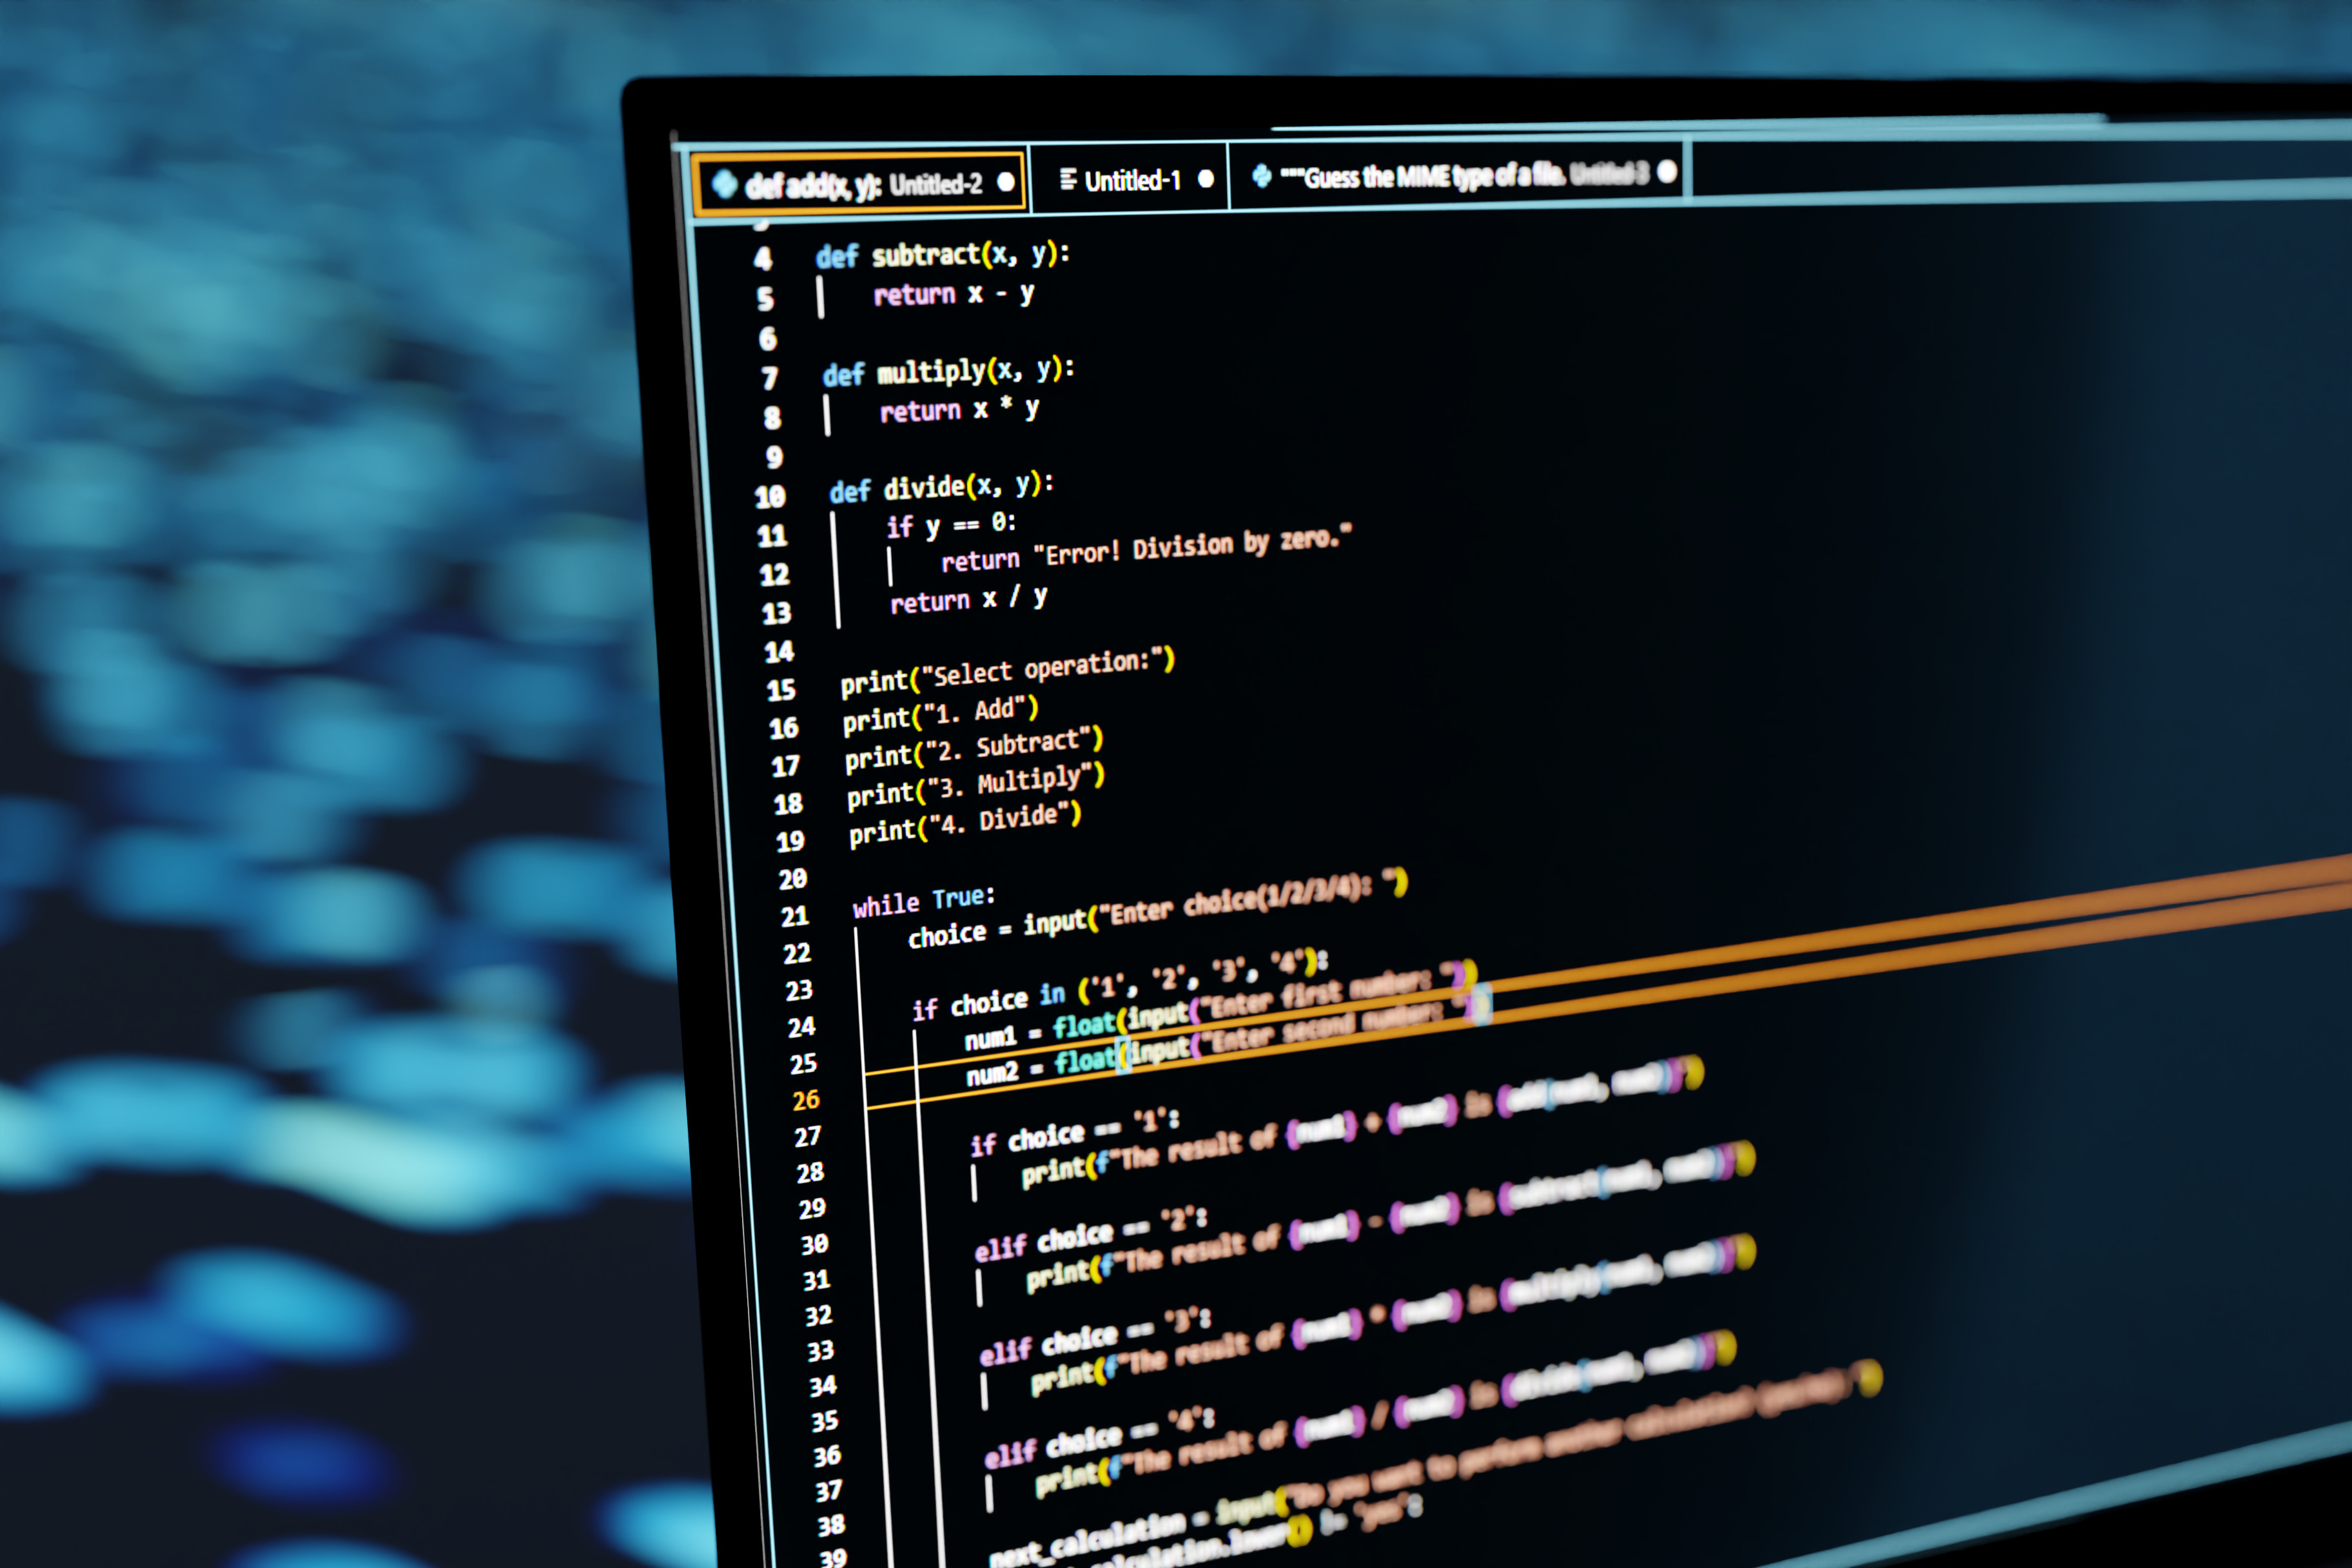 def add(x, y): Untitled-2 Untitled-1 """Guess the MIME type of a file. Untitled-3
4 def subtract(x, y):
5 return x - y
6
7 def multiply(x, y):
8 return x * y
9
10 def divide(x, y):
11 if y == 0:
12 return "Error! Division by zero."
13 return x / y
14
15 print("Select operation:")
16 print("1. Add")
17 print("2. Subtract")
18 print("3. Multiply")
19 print("4. Divide")
20
21 while True:
22 choice = input("Enter choice(1/2/3/4): ")
23
24 if choice in ('1', '2', '3', '4'):
25 num1 = float(input("Enter first number: "))
26 num2 = float(input("Enter second number: "))
27
28 if choice == '1':
29 print(f"The result of {num1} + {num2} is {add(num1, num2)}")
30
31 elif choice == '2':
32 print(f"The result of {num1} - {num2} is {subtract(num1, num2)}")
33
34 elif choice == '3':
35 print(f"The result of {num1} * {num2} is {multiply(num1, num2)}")
36
37 elif choice == '4':
38 print(f"The result of {num1} / {num2} is {divide(num1, num2)}")
39
next_calculation = input("Do you want to perform another calculation? (yes/no): ")
calculation.lower() != 'yes':